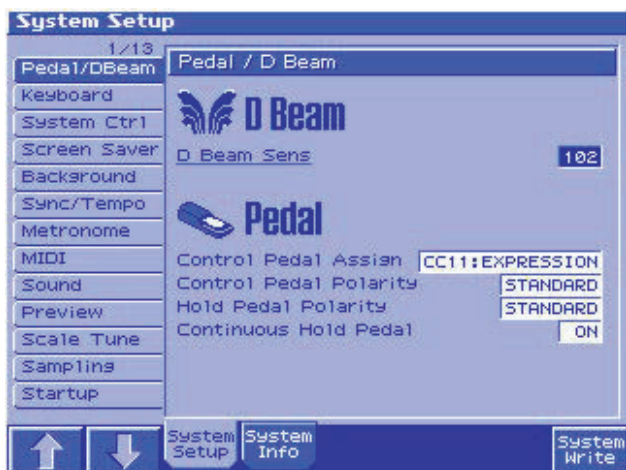 System Setup
1/13
Pedal/DBeam
Keyboard
System Ctrl
Screen Saver
Background
Sync/Tempo
Metronome
MIDI
Sound
Preview
Scale Tune
Sampling
Startup
Pedal / D Beam
D Beam
D Beam Sens 102
Pedal
Control Pedal Assign CC11:EXPRESSION
Control Pedal Polarity STANDARD
Hold Pedal Polarity STANDARD
Continuous Hold Pedal ON
System Setup
System Info
System Write